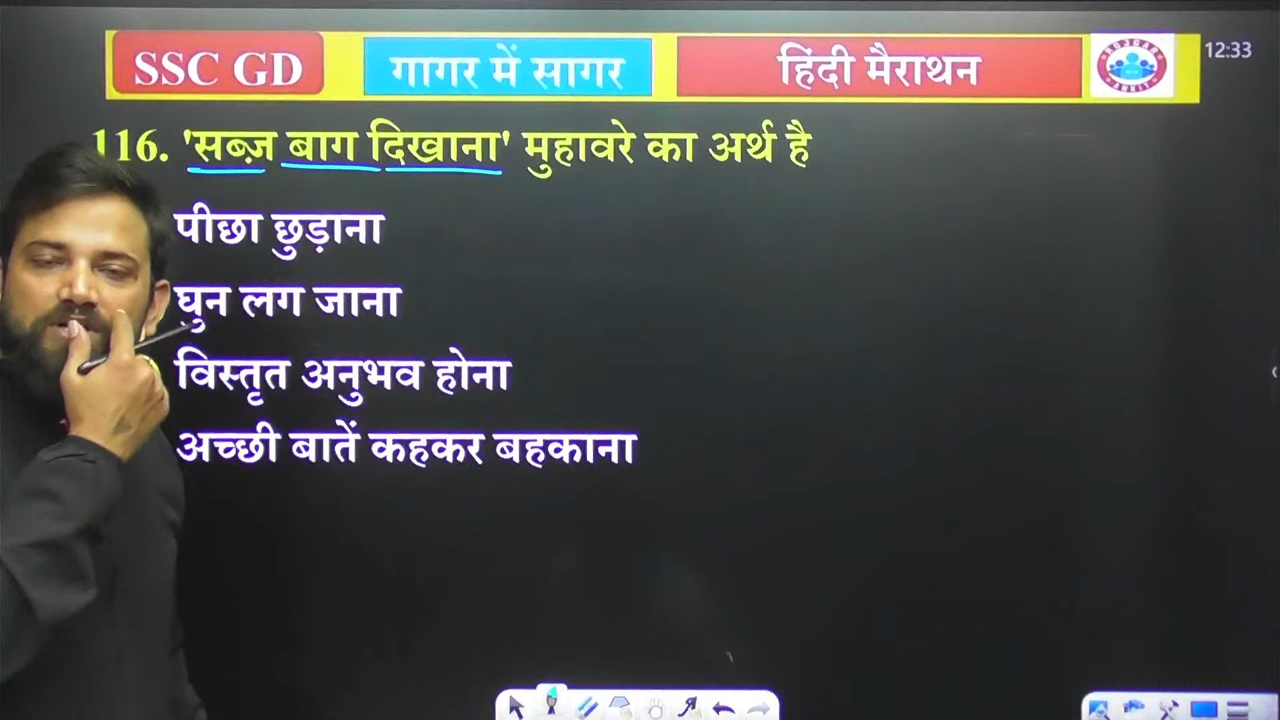 SSC GD
गागर में सागर
हिंदी मैराथन
12:33
116. 'सब्ज़ बाग दिखाना' मुहावरे का अर्थ है
पीछा छुड़ाना
घुन लग जाना
विस्तृत अनुभव होना
अच्छी बातें कहकर बहकाना